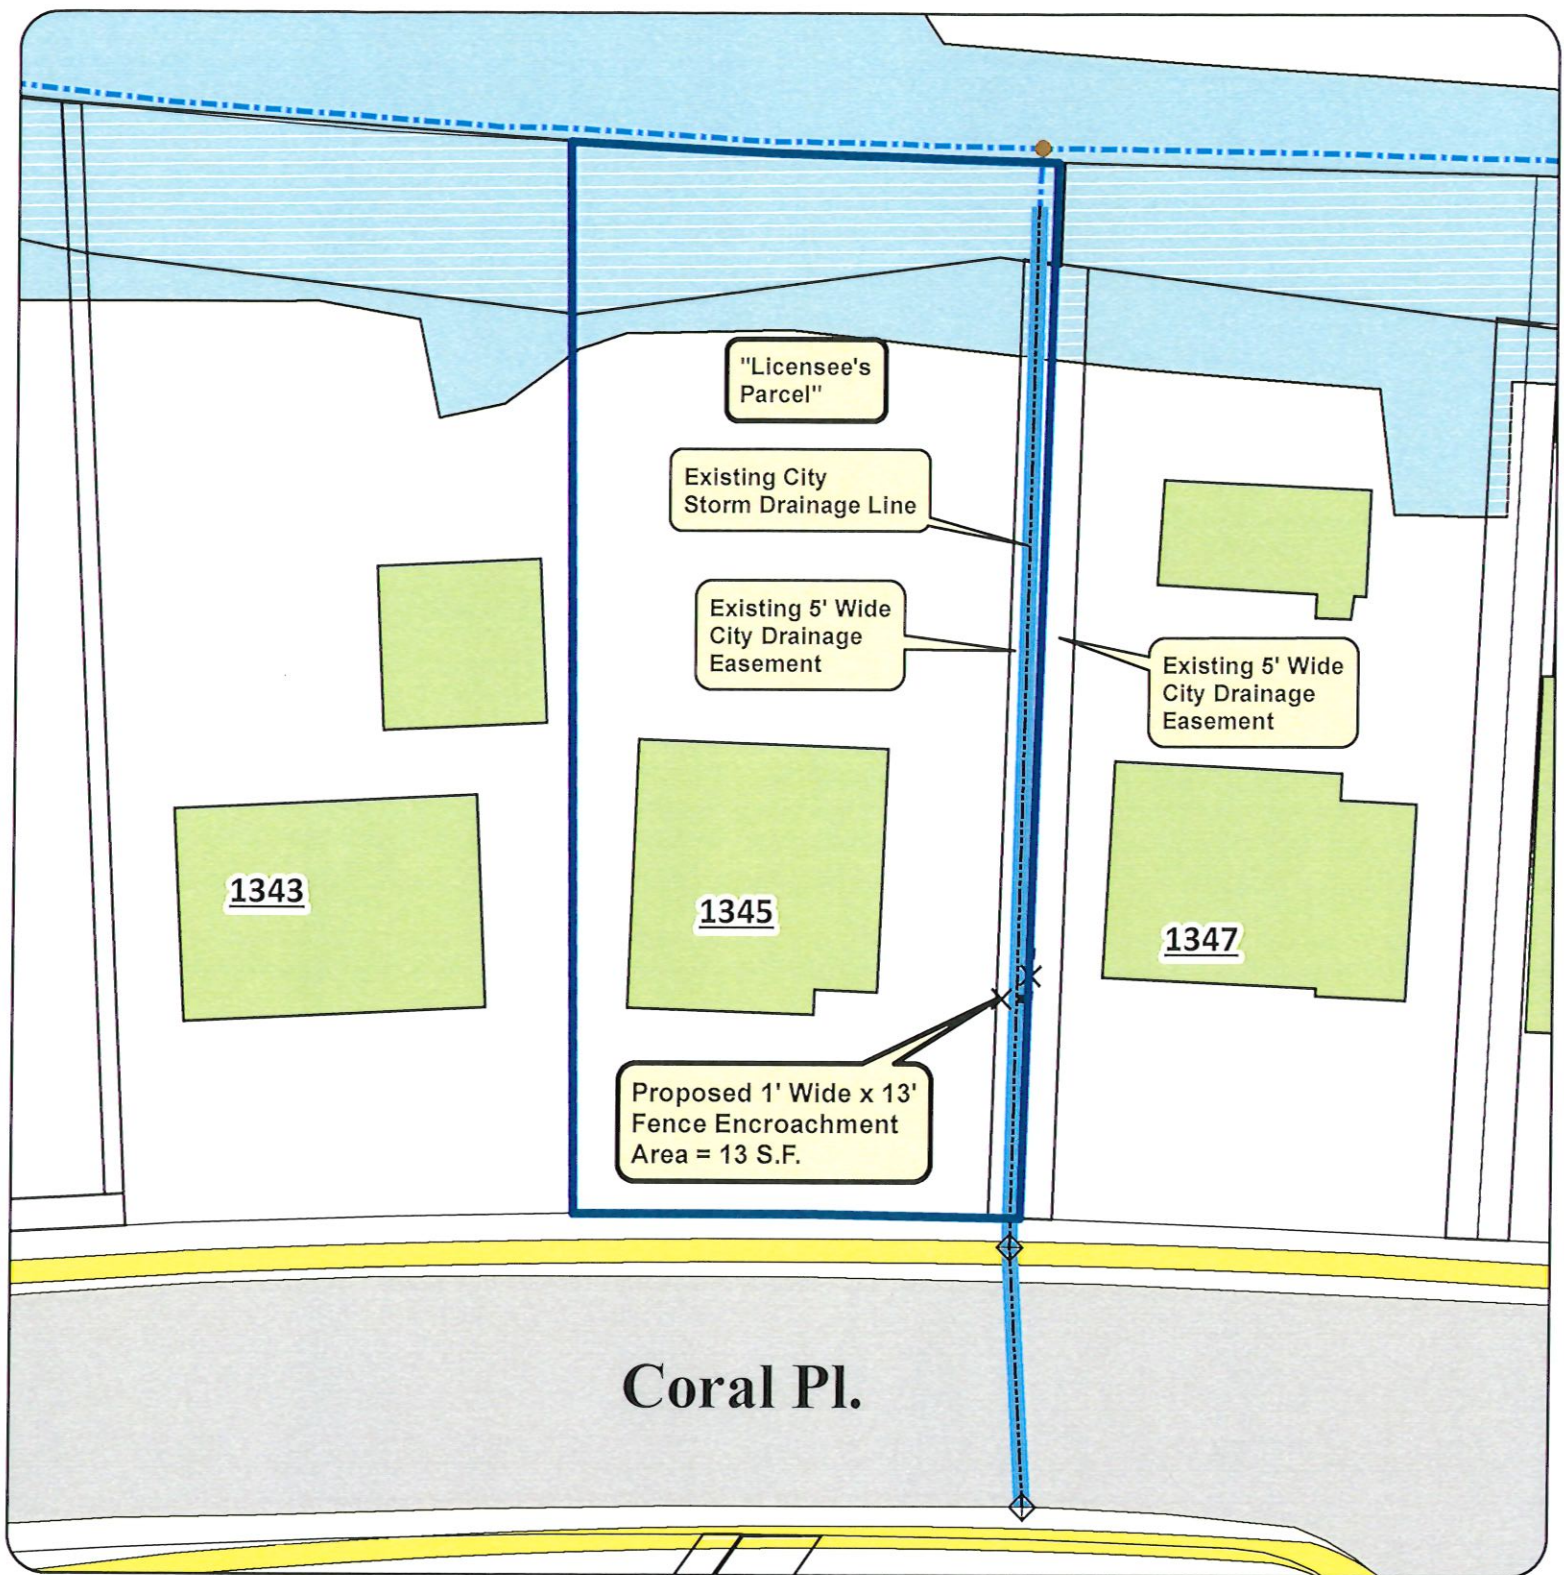 "Licensee's
Parcel"
Existing City
Storm Drainage Line
Existing 5' Wide
City Drainage
Easement
Existing 5' Wide
City Drainage
Easement
1343
1345
1347
Proposed 1' Wide x 13'
Fence Encroachment
Area = 13 S.F.
Coral Pl.